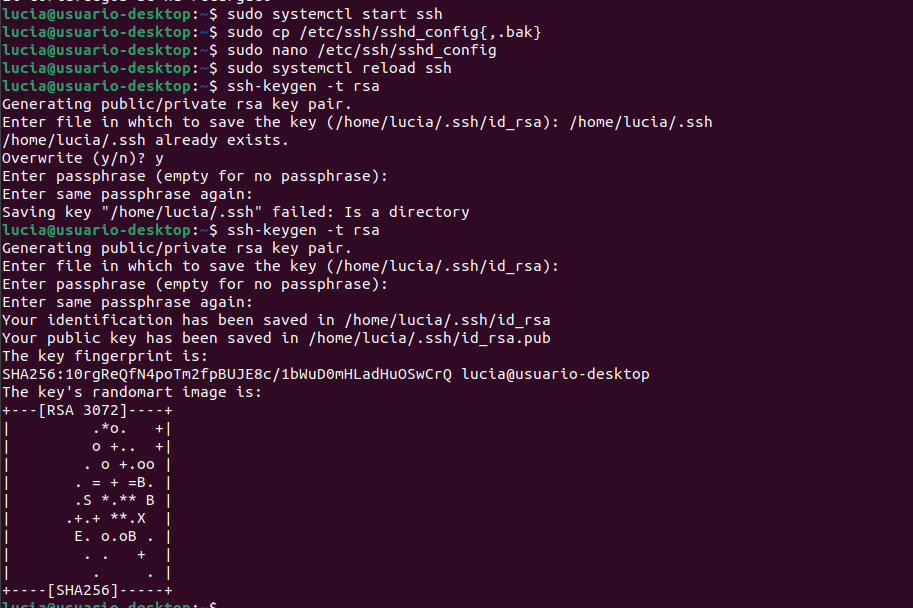 lucia@usuario-desktop:~$ sudo systemctl start ssh
lucia@usuario-desktop:~$ sudo cp /etc/ssh/sshd_config{,.bak}
lucia@usuario-desktop:~$ sudo nano /etc/ssh/sshd_config
lucia@usuario-desktop:~$ sudo systemctl reload ssh
lucia@usuario-desktop:~$ ssh-keygen -t rsa
Generating public/private rsa key pair.
Enter file in which to save the key (/home/lucia/.ssh/id_rsa): /home/lucia/.ssh
/home/lucia/.ssh already exists.
Overwrite (y/n)? y
Enter passphrase (empty for no passphrase):
Enter same passphrase again:
Saving key "/home/lucia/.ssh" failed: Is a directory
lucia@usuario-desktop:~$ ssh-keygen -t rsa
Generating public/private rsa key pair.
Enter file in which to save the key (/home/lucia/.ssh/id_rsa):
Enter passphrase (empty for no passphrase):
Enter same passphrase again:
Your identification has been saved in /home/lucia/.ssh/id_rsa
Your public key has been saved in /home/lucia/.ssh/id_rsa.pub
The key fingerprint is:
SHA256:10rgReQfN4poTm2fpBUJE8c/1bWuD0mHLadHuOSwCrQ lucia@usuario-desktop
The key's randomart image is:
+---[RSA 3072]----+
|         .*o.   +|
|         o +..  +|
|        . o +.oo |
|       . = + =B. |
|       .S *.** B |
|      .+.+ **.X  |
|       E. o.oB . |
|        . .   +  |
|         .     . |
+----[SHA256]-----+
lucia@usuario-desktop:~$